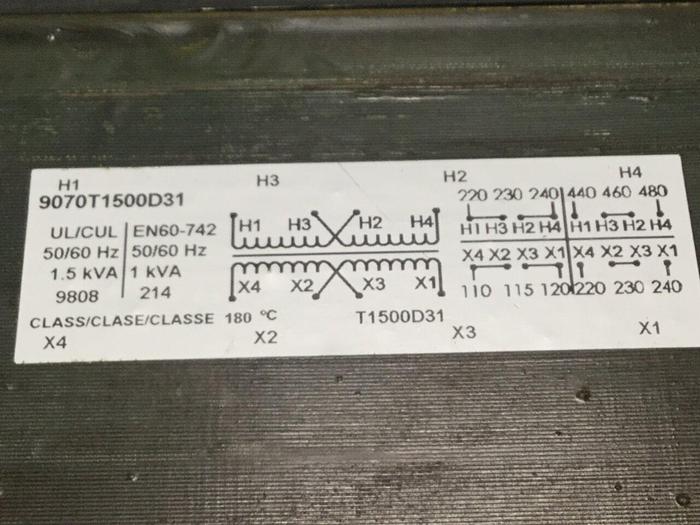 H1 H3 H2 H4
9070T1500D31
UL/CUL EN60-742
50/60 Hz 50/60 Hz
1.5 kVA 1 kVA
9808 214
CLASS/CLASE/CLASSE 180 °C T1500D31
H1 H3 H2 H4
X4 X2 X3 X1
220 230 240 440 460 480
H1 H3 H2 H4 H1 H3 H2 H4
X4 X2 X3 X1 X4 X2 X3 X1
110 115 120 220 230 240
X4 X2 X3 X1